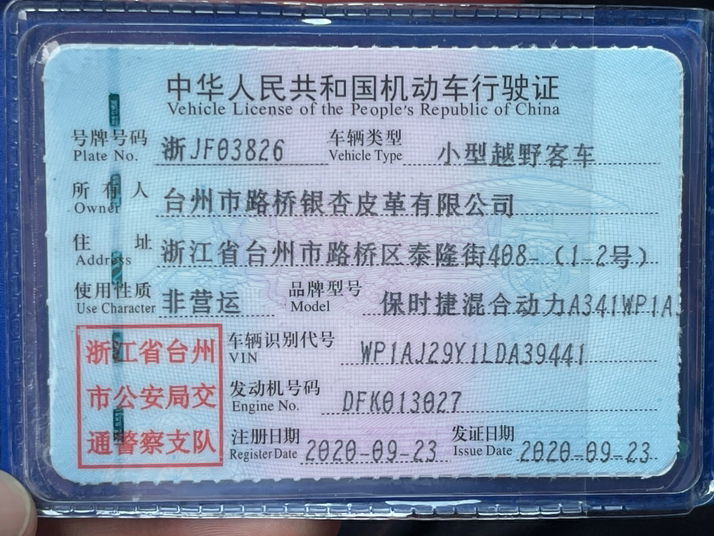 中华人民共和国机动车行驶证
Vehicle License of the People's Republic of China
号牌号码 浙JF03826 车辆类型 小型越野客车
Plate No. Vehicle Type
所有人 台州市路桥银杏皮革有限公司
Owner
住址 浙江省台州市路桥区泰隆街408-（1-2号）
Address
使用性质 非营运 品牌型号 保时捷混合动力A341WP1A
Use Character Model
浙江省台州
市公安局交
通警察支队
车辆识别代号 WP1AJ29Y1LDA39441
VIN
发动机号码 DFK013027
Engine No.
注册日期 2020-09-23 发证日期 2020-09-23
Register Date Issue Date